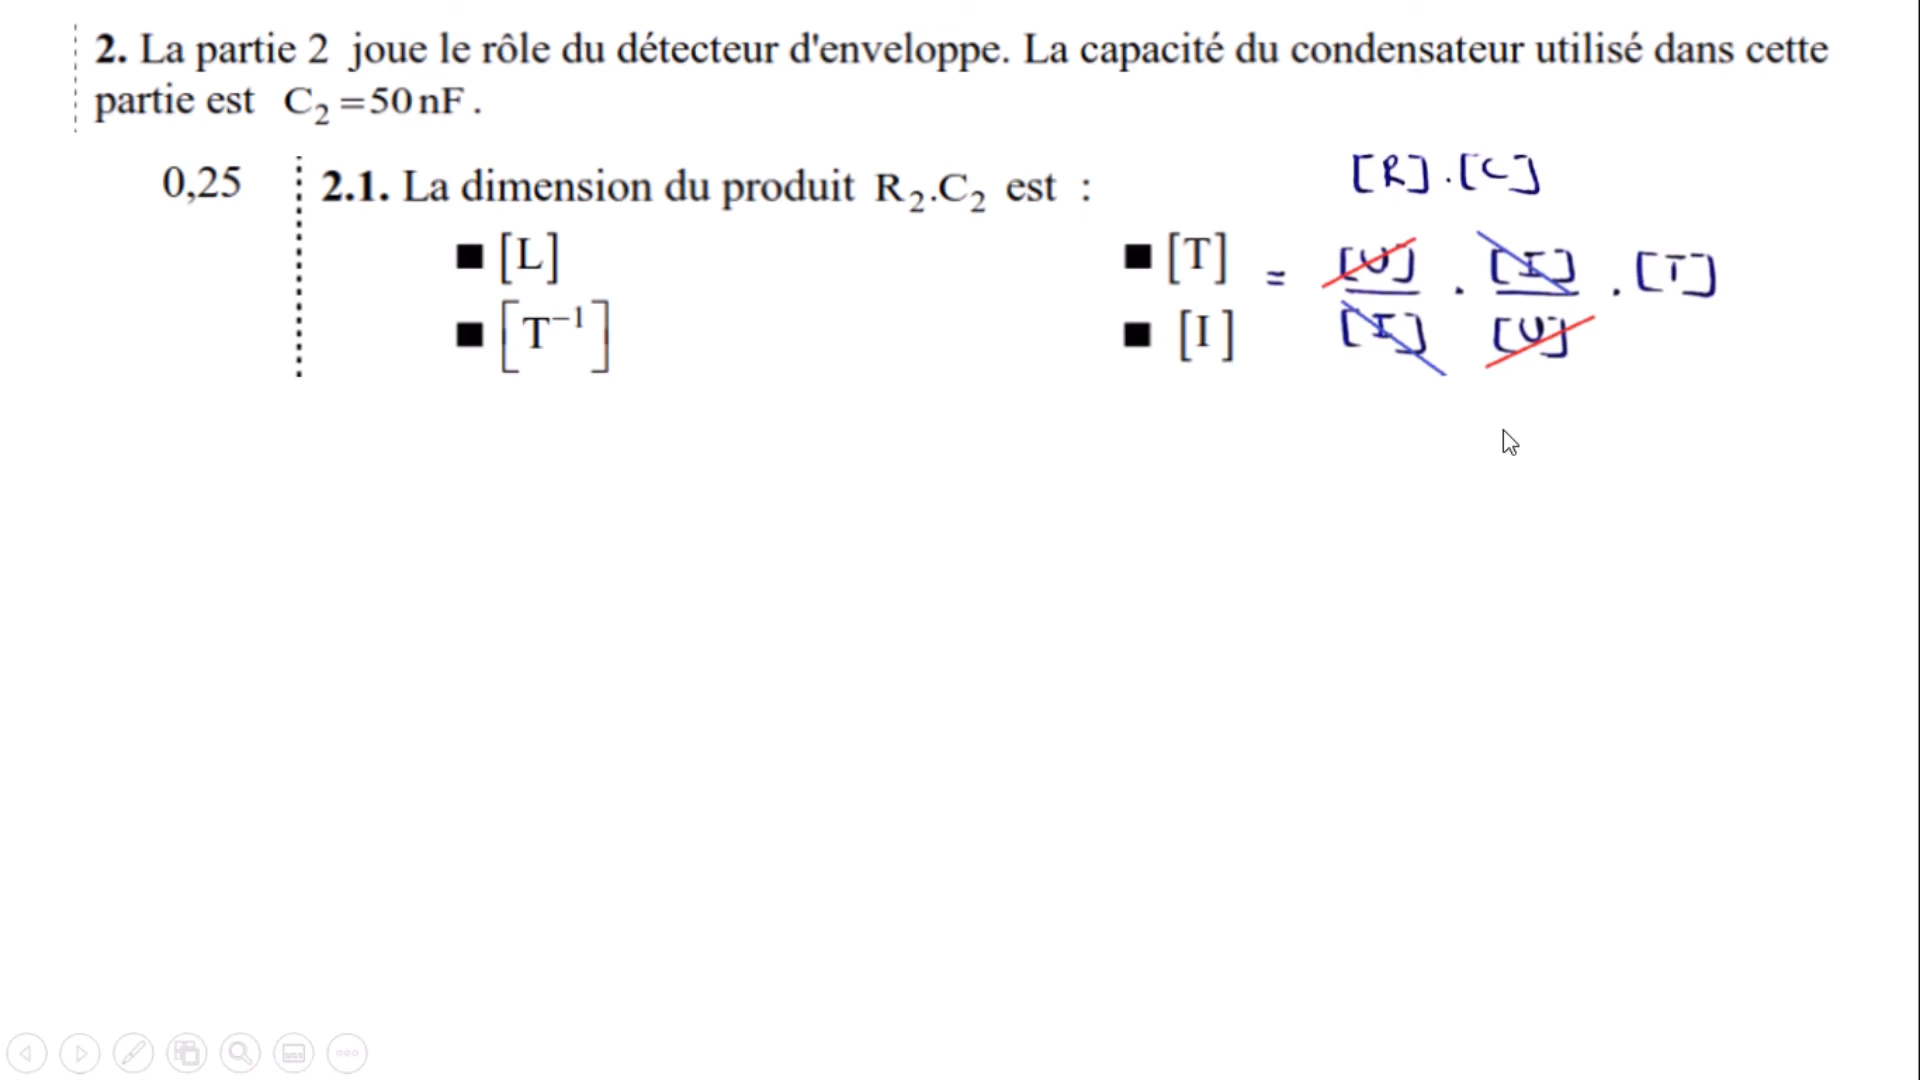 2. La partie 2 joue le rôle du détecteur d'enveloppe. La capacité du condensateur utilisé dans cette
partie est C₂ = 50 nF.
0,25 2.1. La dimension du produit R₂.C₂ est : [R].[C]
■ [L] ■ [T] = [U]/[I] . [I]/[U] . [T]
■ [T⁻¹] ■ [I]